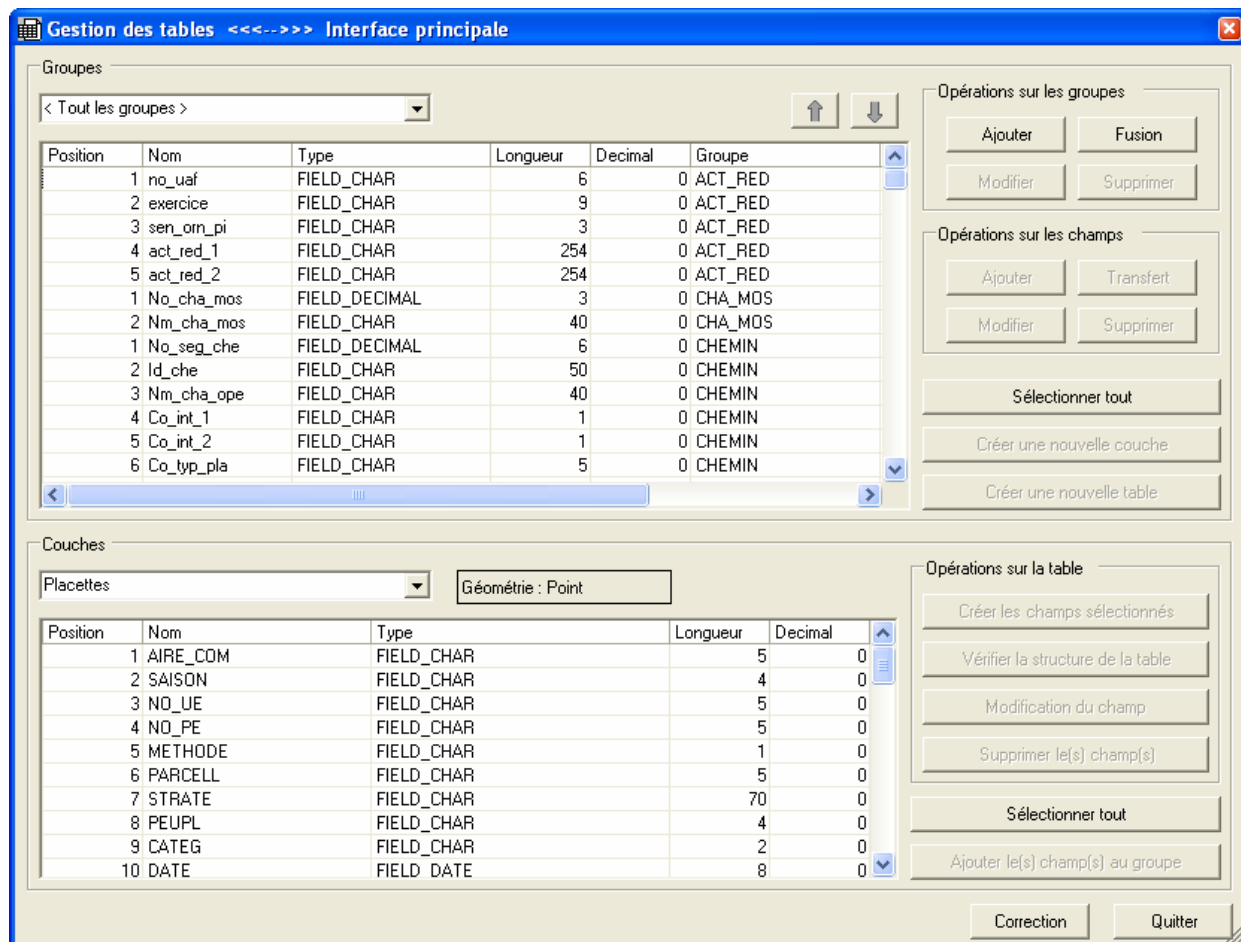 Gestion des tables <<<-->>> Interface principale
Groupes
< Tout les groupes >
Position Nom Type Longueur Decimal Groupe
1 no_uaf FIELD_CHAR 6 0 ACT_RED
2 exercice FIELD_CHAR 9 0 ACT_RED
3 sen_orn_pi FIELD_CHAR 3 0 ACT_RED
4 act_red_1 FIELD_CHAR 254 0 ACT_RED
5 act_red_2 FIELD_CHAR 254 0 ACT_RED
1 No_cha_mos FIELD_DECIMAL 3 0 CHA_MOS
2 Nm_cha_mos FIELD_CHAR 40 0 CHA_MOS
1 No_seg_che FIELD_DECIMAL 6 0 CHEMIN
2 Id_che FIELD_CHAR 50 0 CHEMIN
3 Nm_cha_ope FIELD_CHAR 40 0 CHEMIN
4 Co_int_1 FIELD_CHAR 1 0 CHEMIN
5 Co_int_2 FIELD_CHAR 1 0 CHEMIN
6 Co_typ_pla FIELD_CHAR 5 0 CHEMIN
Opérations sur les groupes
Ajouter Fusion
Modifier Supprimer
Opérations sur les champs
Ajouter Transfert
Modifier Supprimer
Sélectionner tout
Créer une nouvelle couche
Créer une nouvelle table
Couches
Placettes Géométrie : Point
Position Nom Type Longueur Decimal
1 AIRE_COM FIELD_CHAR 5 0
2 SAISON FIELD_CHAR 4 0
3 NO_UE FIELD_CHAR 5 0
4 NO_PE FIELD_CHAR 5 0
5 METHODE FIELD_CHAR 1 0
6 PARCELL FIELD_CHAR 5 0
7 STRATE FIELD_CHAR 70 0
8 PEUPL FIELD_CHAR 4 0
9 CATEG FIELD_CHAR 2 0
10 DATE FIELD_DATE 8 0
Opérations sur la table
Créer les champs sélectionnés
Vérifier la structure de la table
Modification du champ
Supprimer le(s) champ(s)
Sélectionner tout
Ajouter le(s) champ(s) au groupe
Correction Quitter